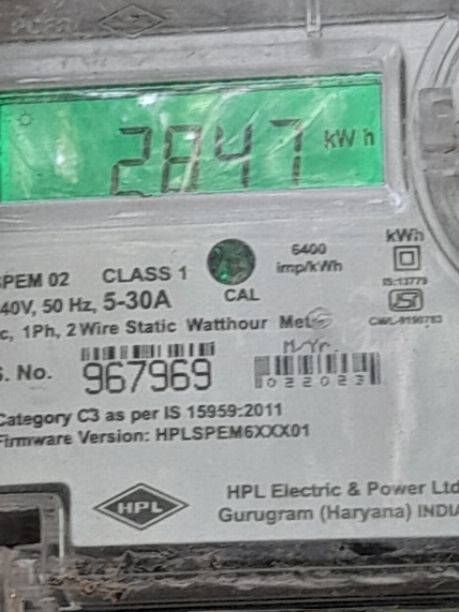 2847 kWh
6400
imp/kWh
kWh
PEM 02 CLASS 1
CAL
IS:13779
40V, 50 Hz, 5-30A
c, 1Ph, 2 Wire Static Watthour Met
M/Yr.
S. No. 967969
022023
Category C3 as per IS 15959:2011
Firmware Version: HPLSPEM6XXX01
HPL
HPL Electric & Power Ltd
Gurugram (Haryana) INDIA